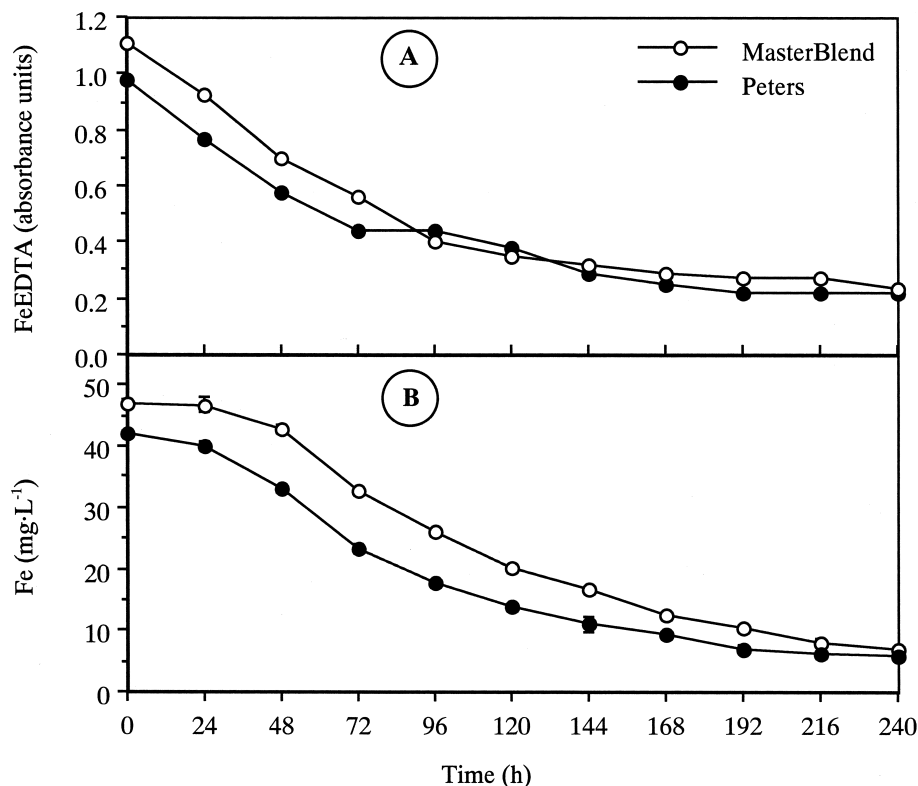 1.2
1.0
0.8
0.6
0.4
0.2
0.0
FeEDTA (absorbance units)
A
MasterBlend
Peters
50
40
30
20
10
0
Fe (mg·L⁻¹)
B
0 24 48 72 96 120 144 168 192 216 240
Time (h)